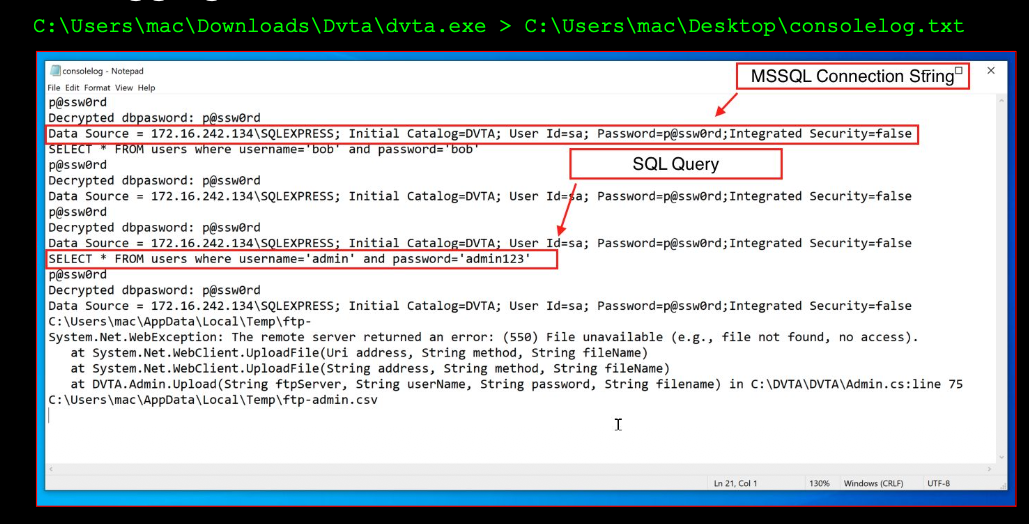 C:\Users\mac\Downloads\Dvta\dvta.exe > C:\Users\mac\Desktop\consolelog.txt
consolelog - Notepad
MSSQL Connection String
File Edit Format View Help
p@ssw0rd
Decrypted dbpasword: p@ssw0rd
Data Source = 172.16.242.134\SQLEXPRESS; Initial Catalog=DVTA; User Id=sa; Password=p@ssw0rd;Integrated Security=false
SELECT * FROM users where username='bob' and password='bob'
SQL Query
p@ssw0rd
Decrypted dbpasword: p@ssw0rd
Data Source = 172.16.242.134\SQLEXPRESS; Initial Catalog=DVTA; User Id=sa; Password=p@ssw0rd;Integrated Security=false
p@ssw0rd
Decrypted dbpasword: p@ssw0rd
Data Source = 172.16.242.134\SQLEXPRESS; Initial Catalog=DVTA; User Id=sa; Password=p@ssw0rd;Integrated Security=false
SELECT * FROM users where username='admin' and password='admin123'
p@ssw0rd
Decrypted dbpasword: p@ssw0rd
Data Source = 172.16.242.134\SQLEXPRESS; Initial Catalog=DVTA; User Id=sa; Password=p@ssw0rd;Integrated Security=false
C:\Users\mac\AppData\Local\Temp\ftp-
System.Net.WebException: The remote server returned an error: (550) File unavailable (e.g., file not found, no access).
at System.Net.WebClient.UploadFile(Uri address, String method, String fileName)
at System.Net.WebClient.UploadFile(String address, String method, String fileName)
at DVTA.Admin.Upload(String ftpServer, String userName, String password, String filename) in C:\DVTA\DVTA\Admin.cs:line 75
C:\Users\mac\AppData\Local\Temp\ftp-admin.csv
Ln 21, Col 1 130% Windows (CRLF) UTF-8